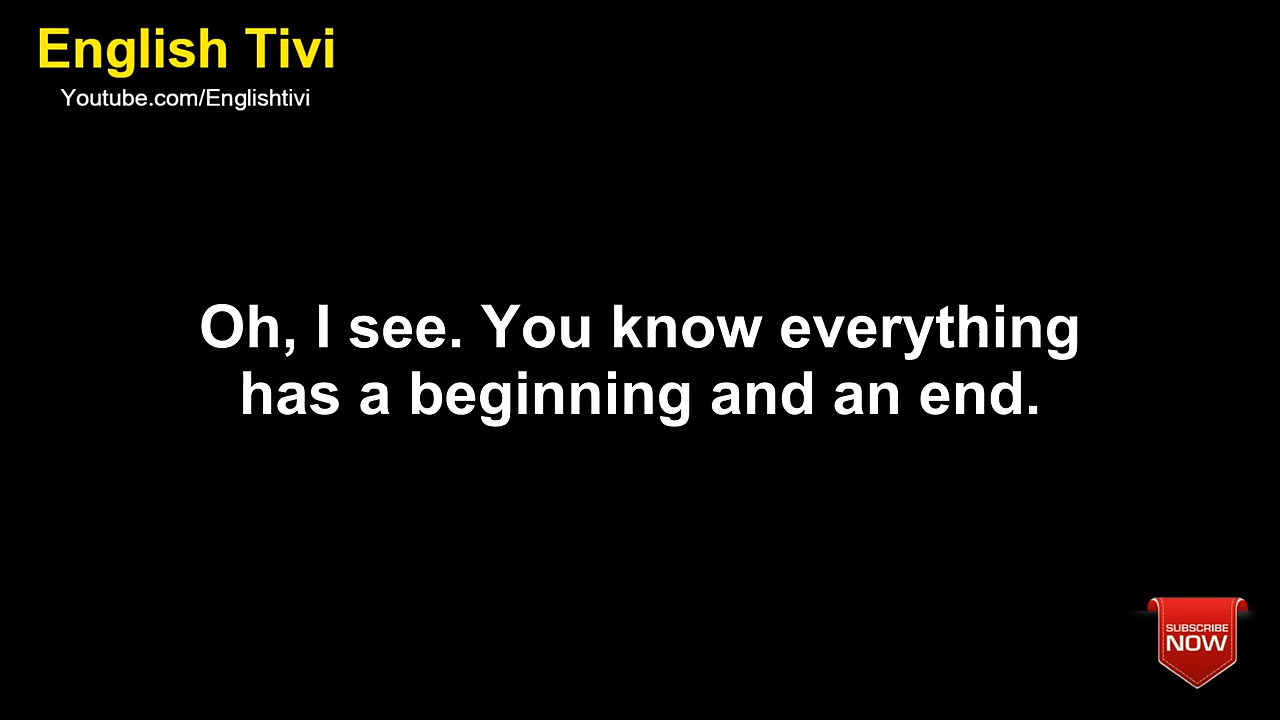 English Tivi
Youtube.com/Englishtivi
Oh, I see. You know everything
has a beginning and an end.
SUBSCRIBE
NOW